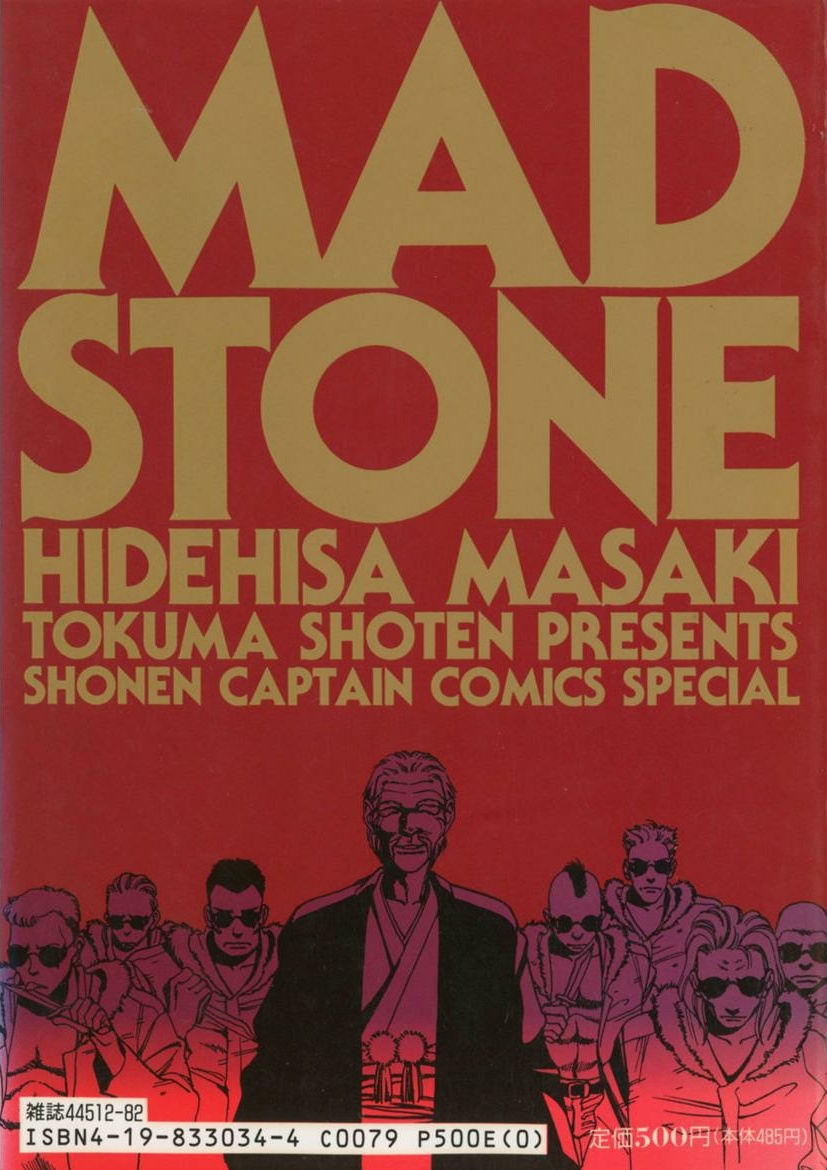 MAD
STONE
HIDEHISA MASAKI
TOKUMA SHOTEN PRESENTS
SHONEN CAPTAIN COMICS SPECIAL
雑誌44512-82
ISBN4-19-833034-4 C0079 P500E(0)
定価500円(本体485円)